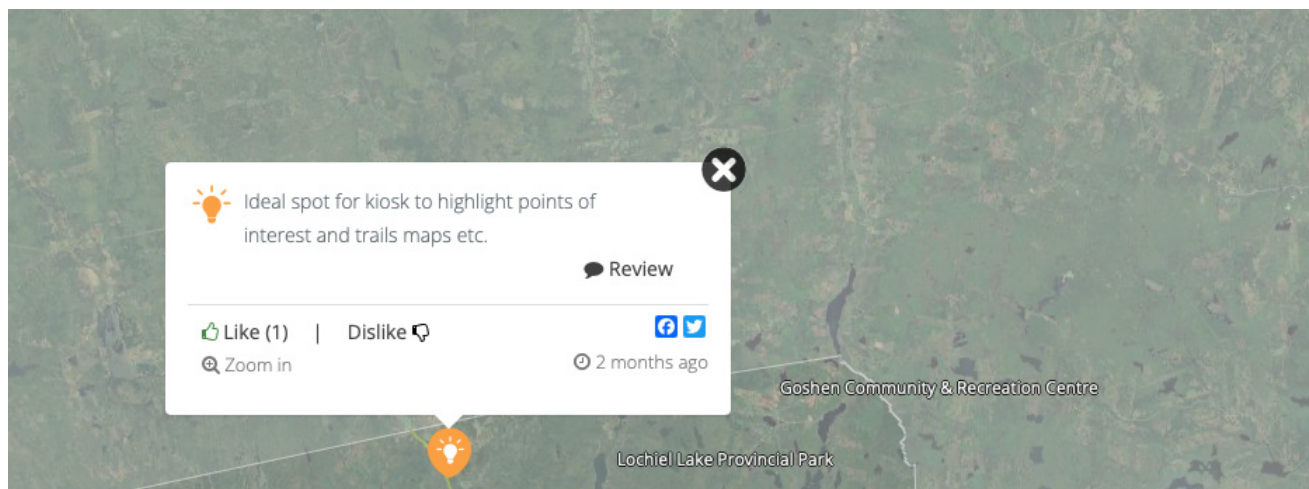 Ideal spot for kiosk to highlight points of
interest and trails maps etc.
Review
Like (1) | Dislike
Zoom in
2 months ago
Goshen Community & Recreation Centre
Lochiel Lake Provincial Park